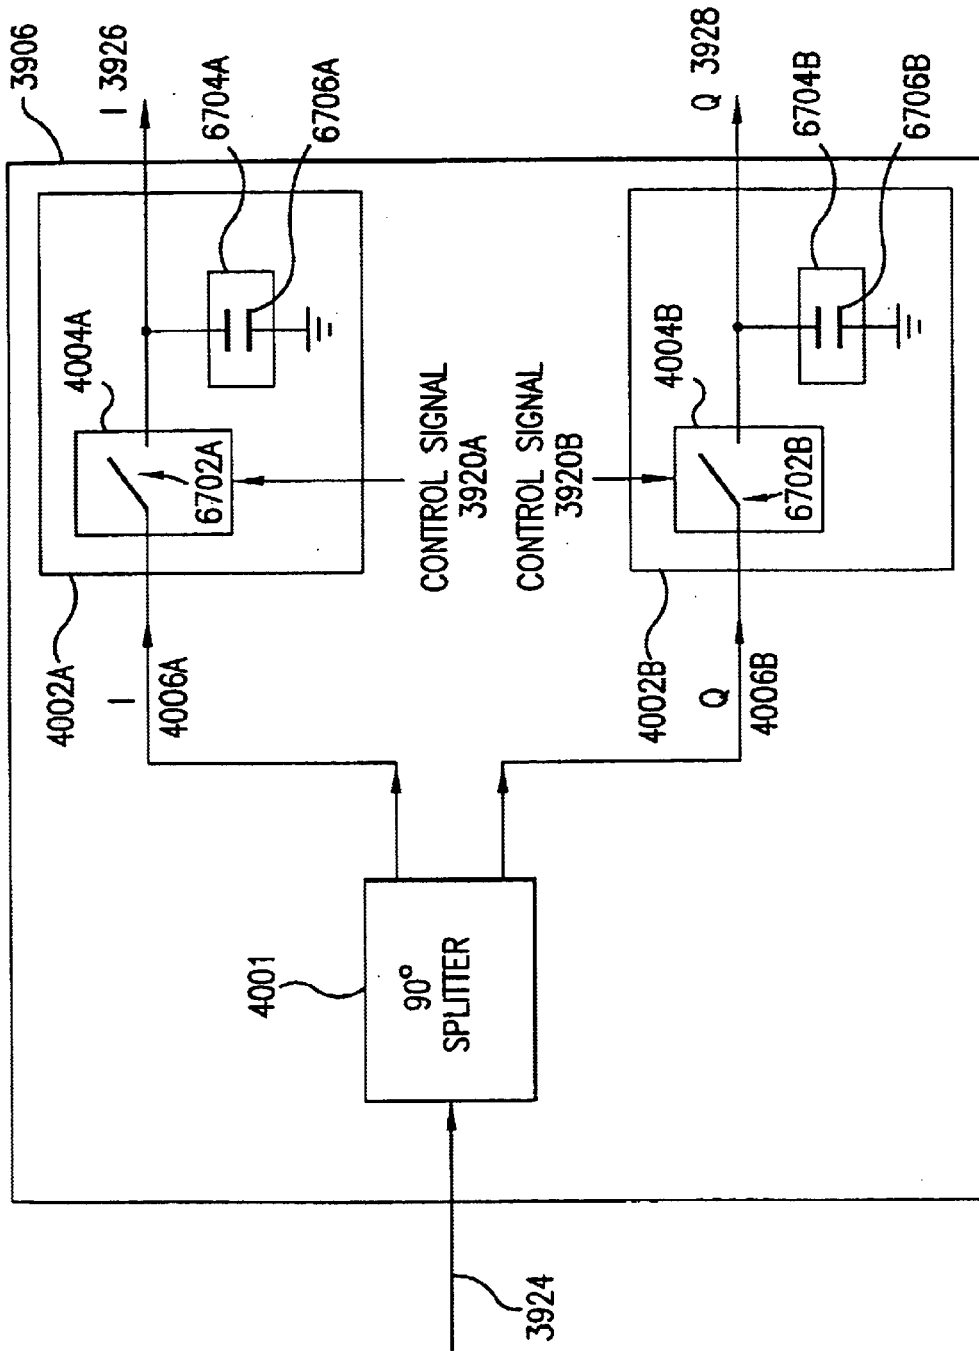 3906
I 3926
6704A
6706A
4004A
6702A
4002A
I
4006A
CONTROL SIGNAL
3920A
CONTROL SIGNAL
3920B
Q 3928
6704B
6706B
4004B
6702B
4002B
Q
4006B
4001
90°
SPLITTER
3924